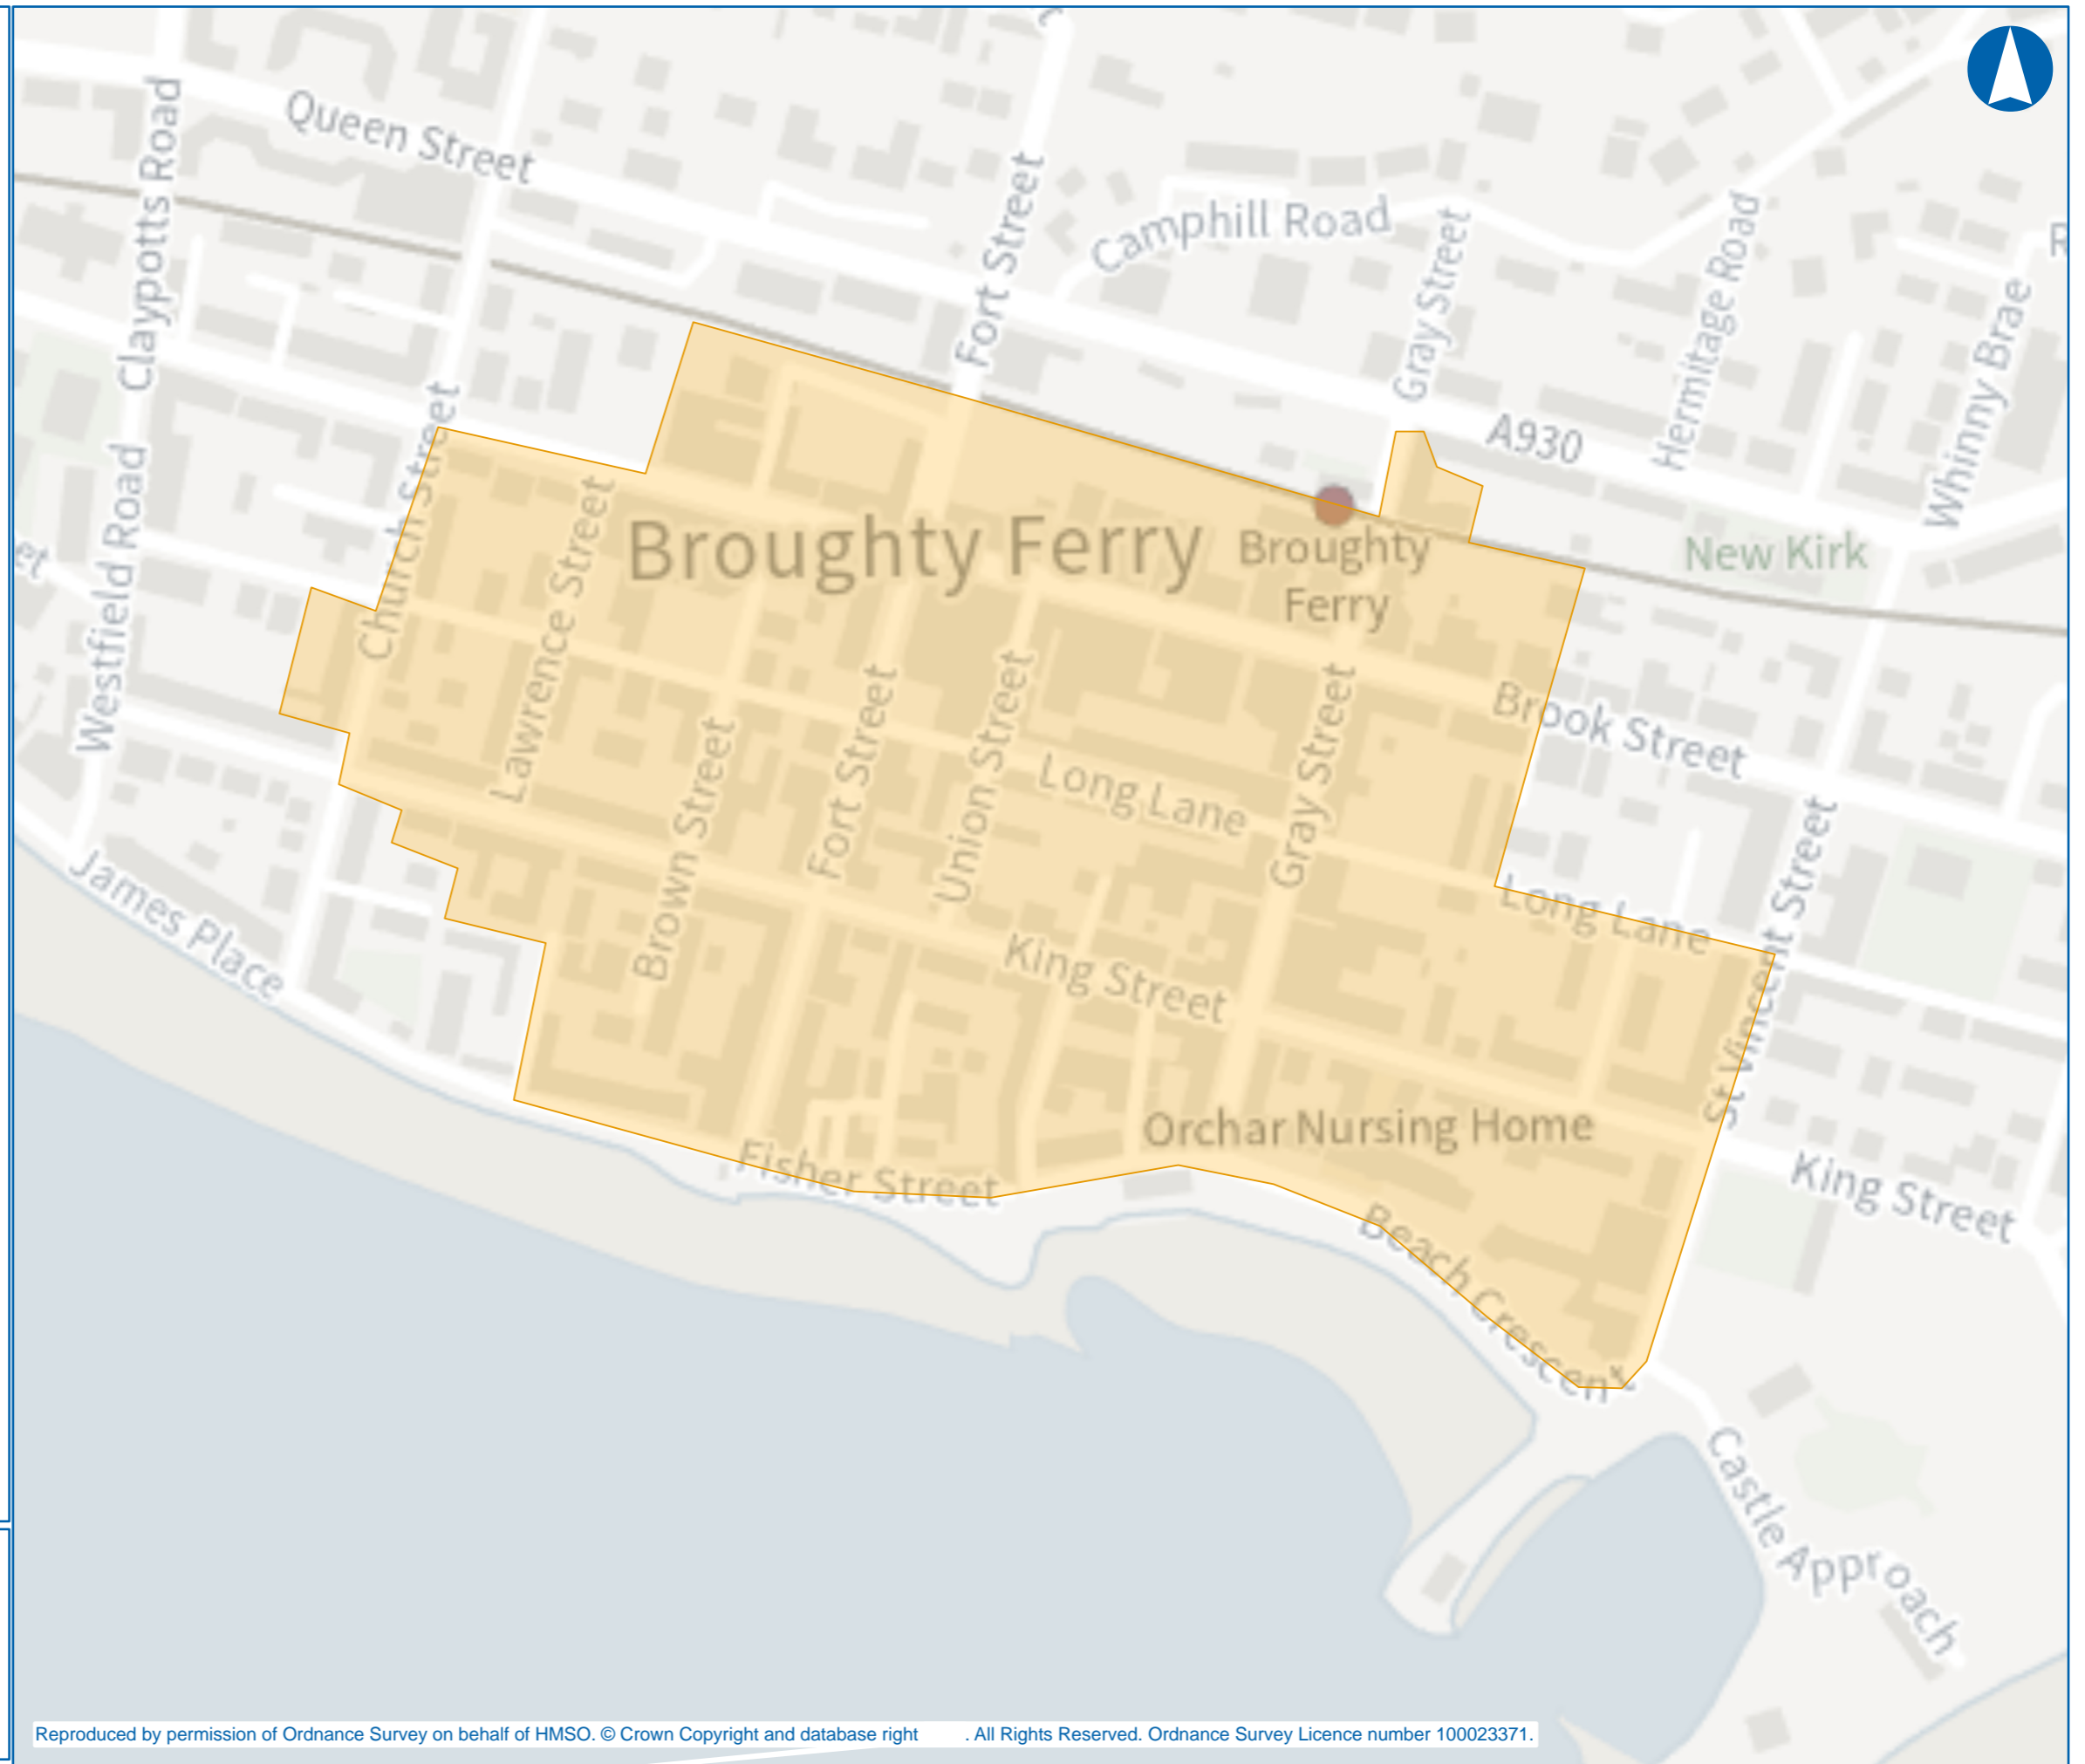 Queen Street
Claypotts Road
Fort Street
Camphill Road
Gray Street
Hermitage Road
R
Whinny Brae
A930
Church Street
Westfield Road
et
Lawrence Street
Broughty Ferry
Broughty
Ferry
New Kirk
Brook Street
Brown Street
Fort Street
Union Street
Long Lane
Gray Street
Long Lane
St Vincent Street
James Place
King Street
Orchar Nursing Home
King Street
Fisher Street
Beach Crescent
Castle Approach
Reproduced by permission of Ordnance Survey on behalf of HMSO. © Crown Copyright and database right . All Rights Reserved. Ordnance Survey Licence number 100023371.